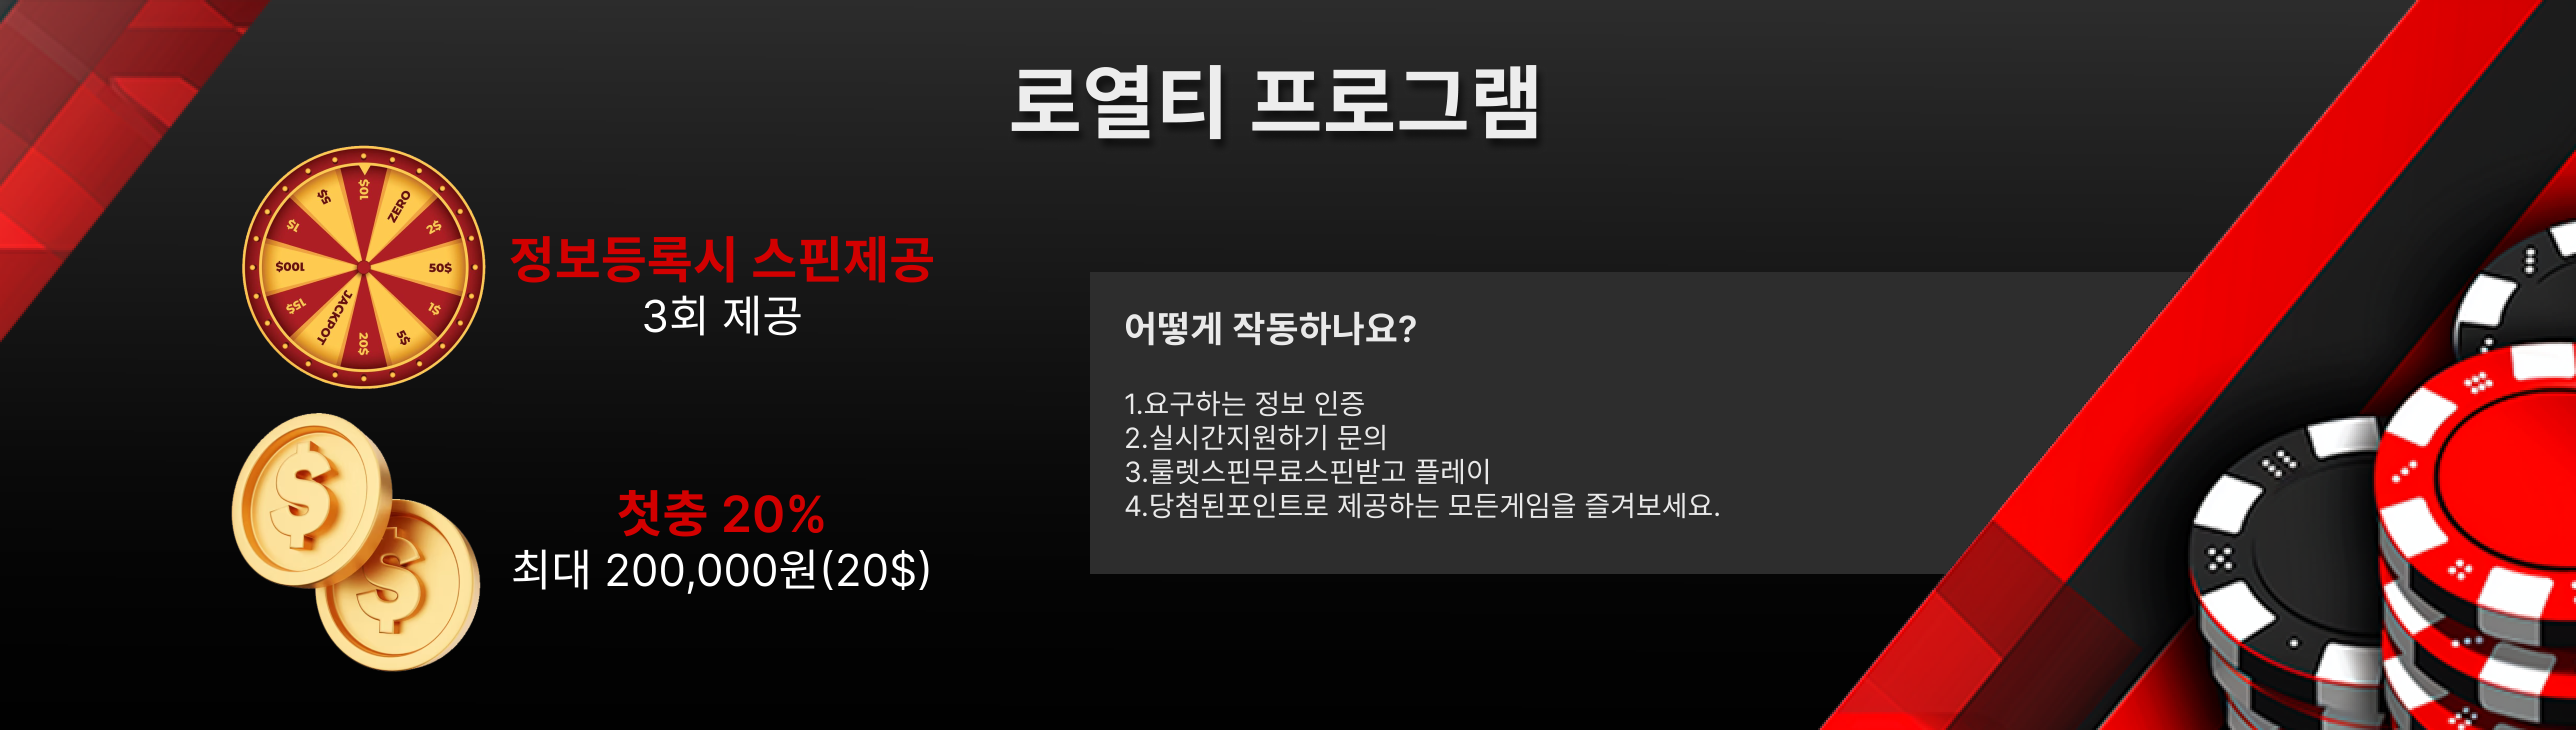 로열티 프로그램
10$
ZERO
2$
50$
1$
5$
20$
JACKPOT
15$
100$
1$
5$
정보등록시 스핀제공
3회 제공
첫충 20%
최대 200,000원(20$)
어떻게 작동하나요?
1.요구하는 정보 인증
2.실시간지원하기 문의
3.룰렛스핀무료스핀받고 플레이
4.당첨된포인트로 제공하는 모든게임을 즐겨보세요.